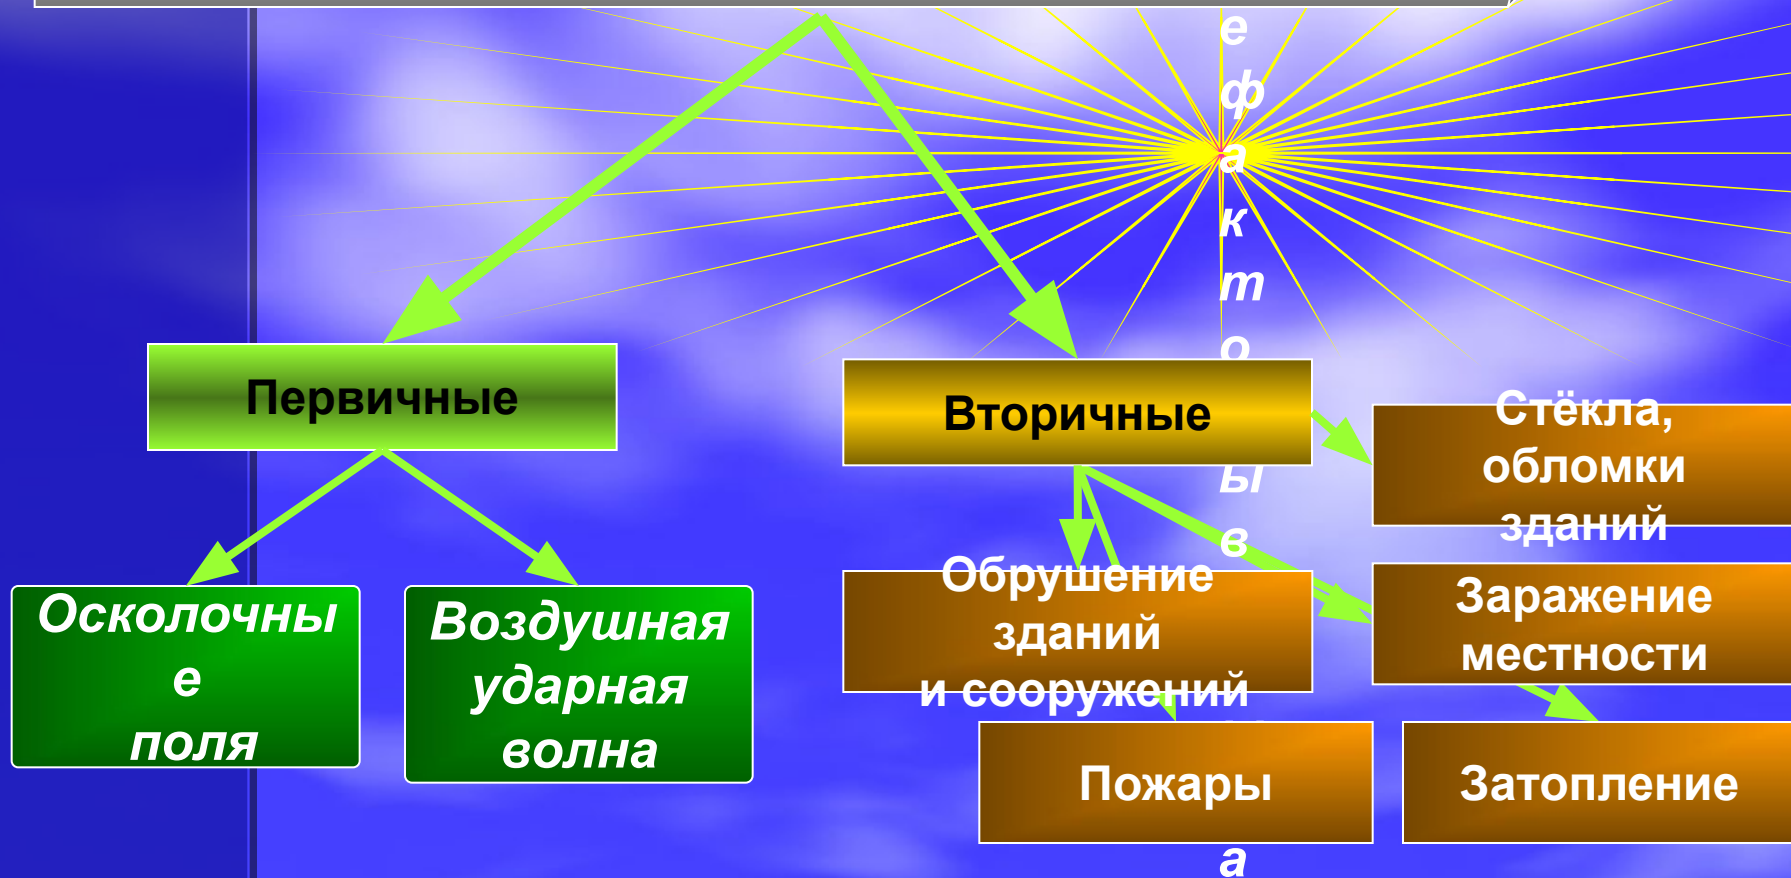 е
ф
а
к
т
о
ы
в
а
Первичные
Вторичные
Стёкла,
обломки
зданий
Осколочны
е
поля
Воздушная
ударная
волна
Обрушение
зданий
и сооружений
Заражение
местности
Пожары
Затопление